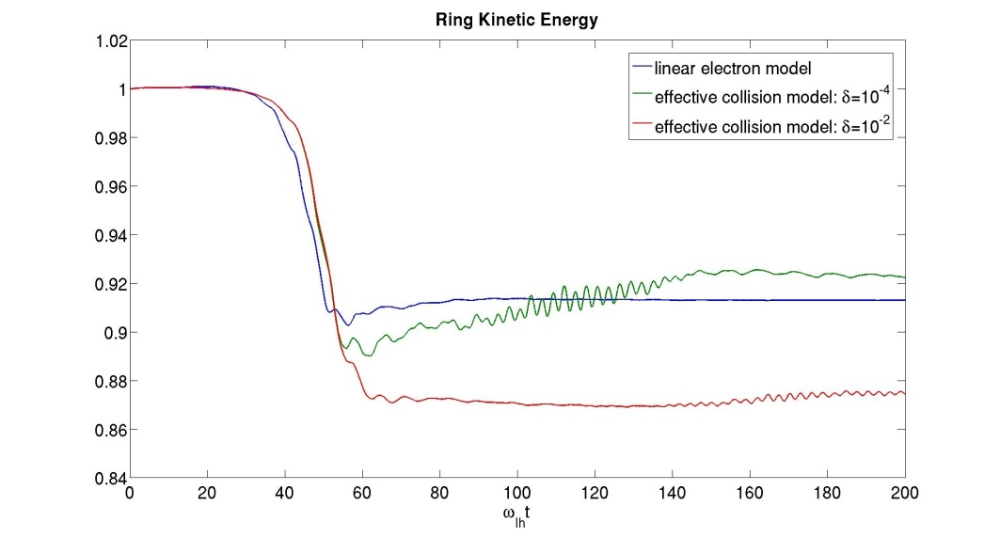 Ring Kinetic Energy
1.02
1
0.98
0.96
0.94
0.92
0.9
0.88
0.86
0.84
linear electron model
effective collision model: δ=10⁻⁴
effective collision model: δ=10⁻²
0 20 40 60 80 100 120 140 160 180 200
ω_lh t